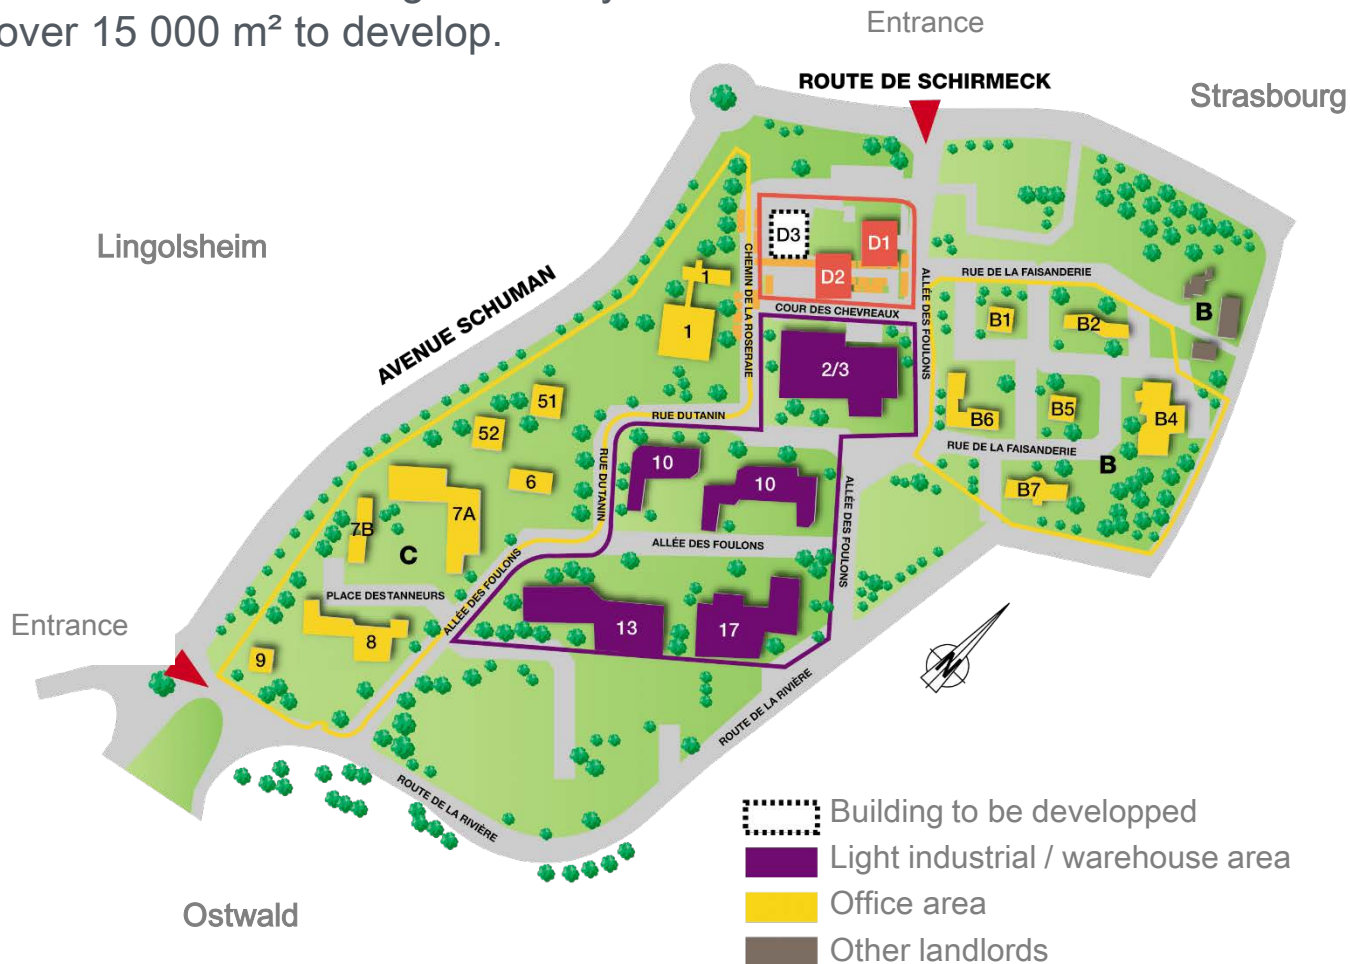 over 15 000 m² to develop.
Entrance
ROUTE DE SCHIRMECK
Strasbourg
Lingolsheim
AVENUE SCHUMAN
CHEMIN DE LA ROSERAIE
D3
D1
D2
COUR DES CHEVREAUX
ALLÉE DES FOULONS
RUE DE LA FAISANDERIE
B
1
1
B1
B2
2/3
51
52
RUE DU TANIN
B6
B5
B4
RUE DE LA FAISANDERIE
B
B7
6
RUE DU TANIN
10
10
ALLÉE DES FOULONS
7B
7A
C
ALLÉE DES FOULONS
PLACE DES TANNEURS
ALLÉE DES FOULONS
Entrance
9
8
13
17
N
ROUTE DE LA RIVIÈRE
ROUTE DE LA RIVIÈRE
Ostwald
Building to be developped
Light industrial / warehouse area
Office area
Other landlords